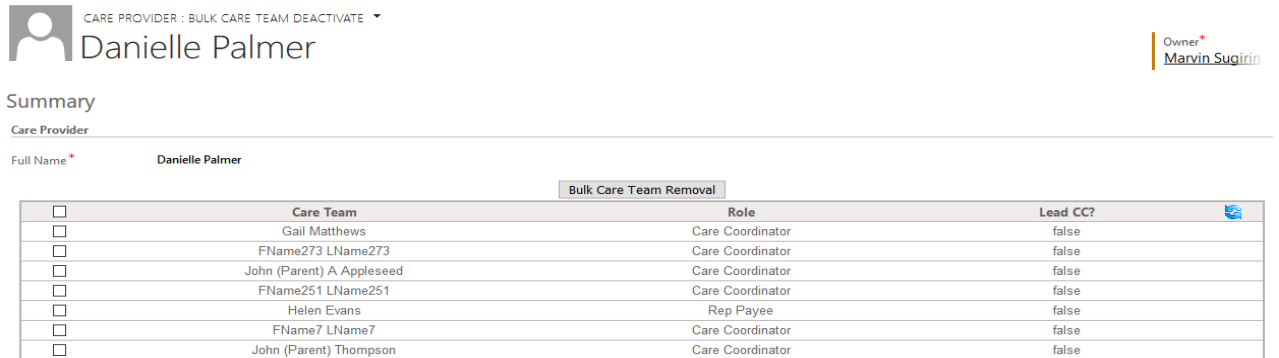 CARE PROVIDER : BULK CARE TEAM DEACTIVATE
Danielle Palmer
Owner*
Marvin Sugirin
Summary
Care Provider
Full Name* Danielle Palmer
Bulk Care Team Removal
Care Team Role Lead CC?
Gail Matthews Care Coordinator false
FName273 LName273 Care Coordinator false
John (Parent) A Appleseed Care Coordinator false
FName251 LName251 Care Coordinator false
Helen Evans Rep Payee false
FName7 LName7 Care Coordinator false
John (Parent) Thompson Care Coordinator false